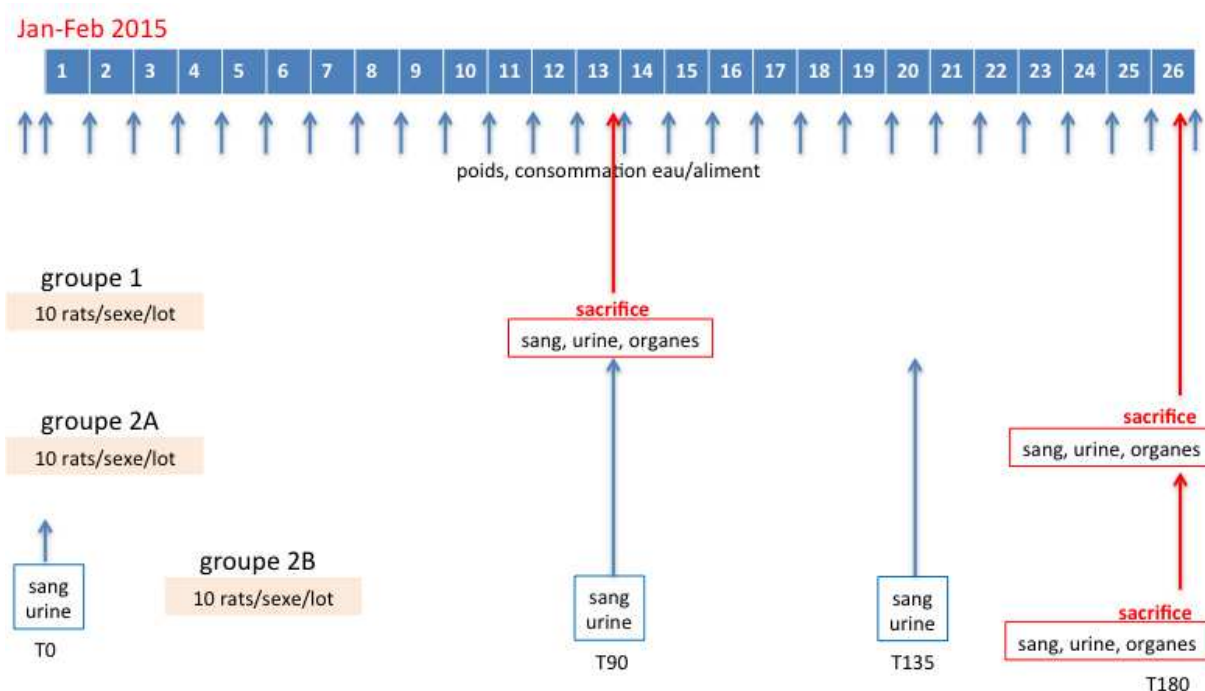 Jan-Feb 2015
1 2 3 4 5 6 7 8 9 10 11 12 13 14 15 16 17 18 19 20 21 22 23 24 25 26
poids, consommation eau/aliment
groupe 1
10 rats/sexe/lot
sacrifice
sang, urine, organes
groupe 2A
10 rats/sexe/lot
sacrifice
sang, urine, organes
groupe 2B
10 rats/sexe/lot
sang
urine
T0
sang
urine
T90
sang
urine
T135
sacrifice
sang, urine, organes
T180